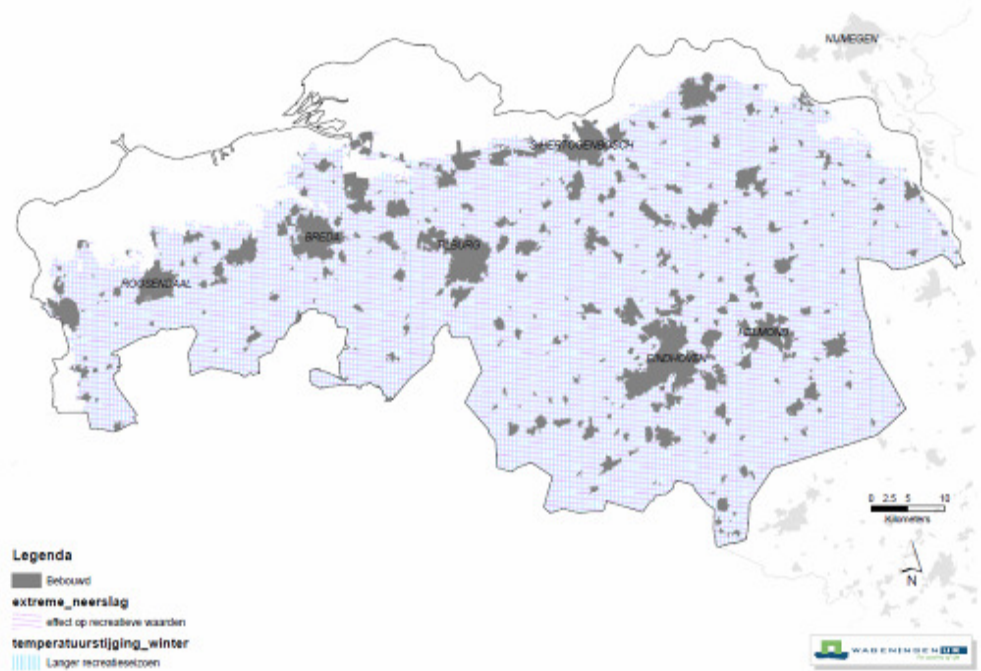 NIJMEGEN
S-HERTOGENBOSCH
BREDA
TILBURG
ROOSENDAAL
HELMOND
EINDHOVEN
0 2.5 5 10
Kilometers
N
Legenda
Bebouwd
extreme_neerslag
effect op recreatieve waarden
temperatuurstijging_winter
Langer recreatieseizoen
WAGENINGEN UR